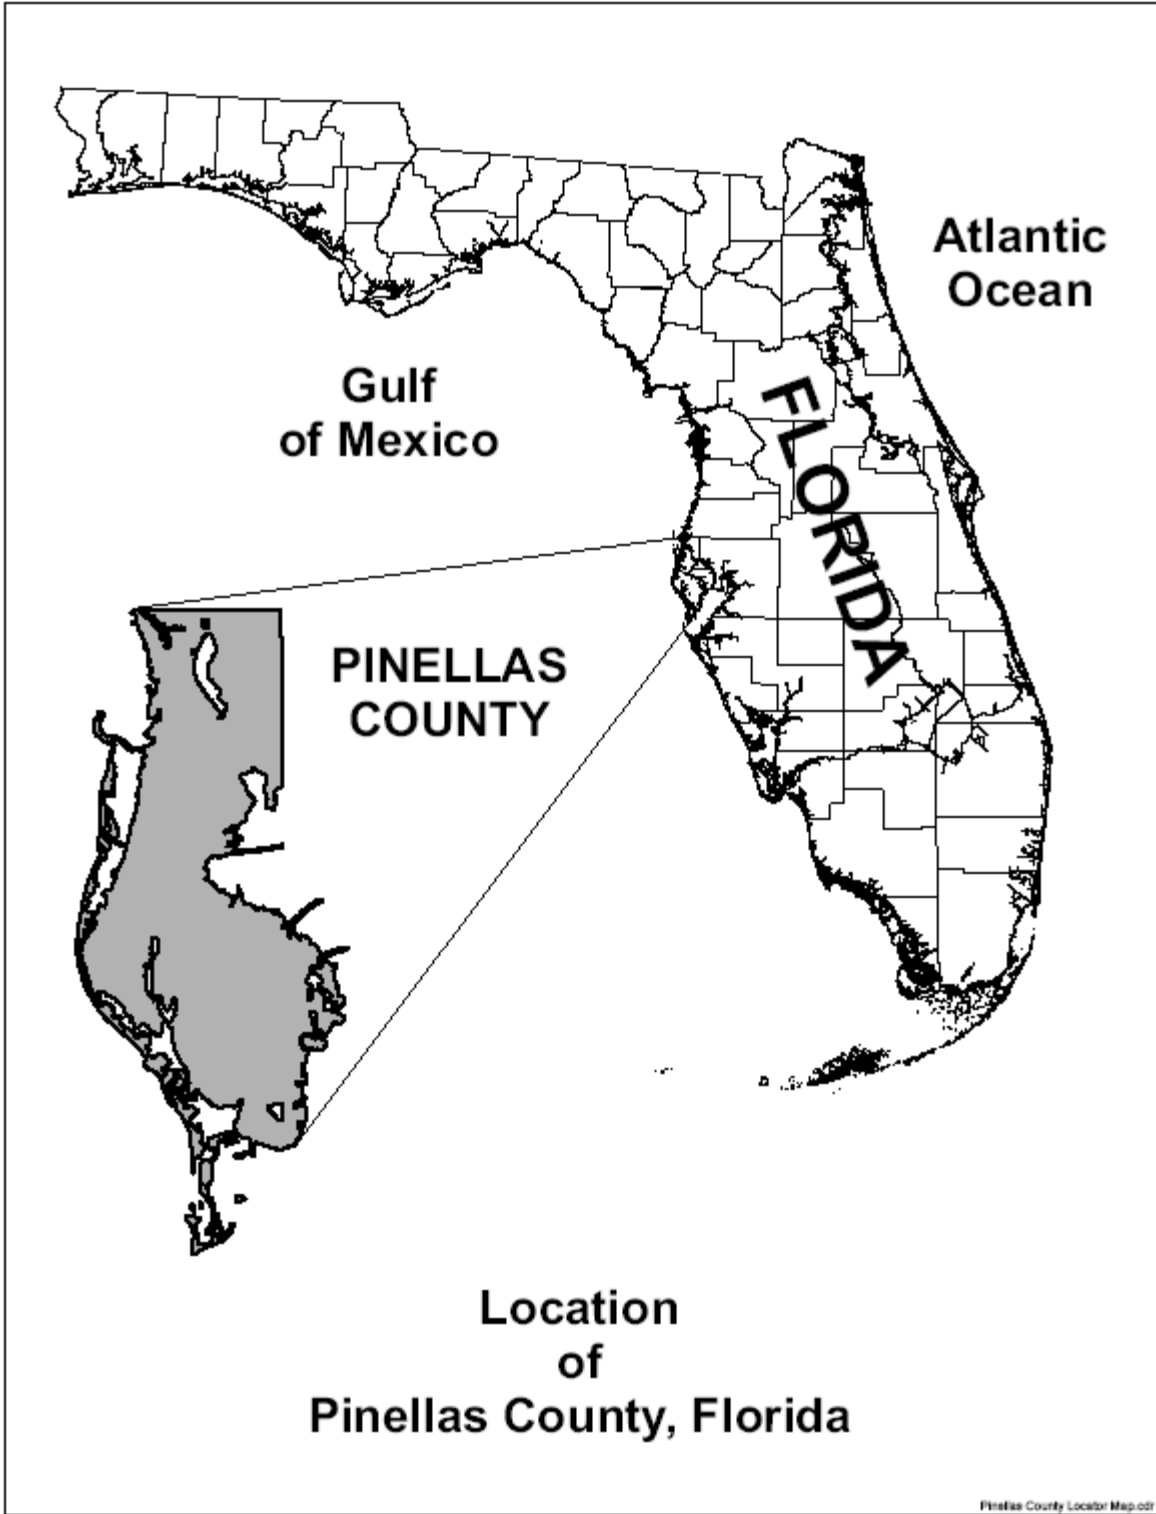 Atlantic
Ocean
Gulf
of Mexico
FLORIDA
PINELLAS
COUNTY
Location
of
Pinellas County, Florida
Pinellas County Locator Map.cdr